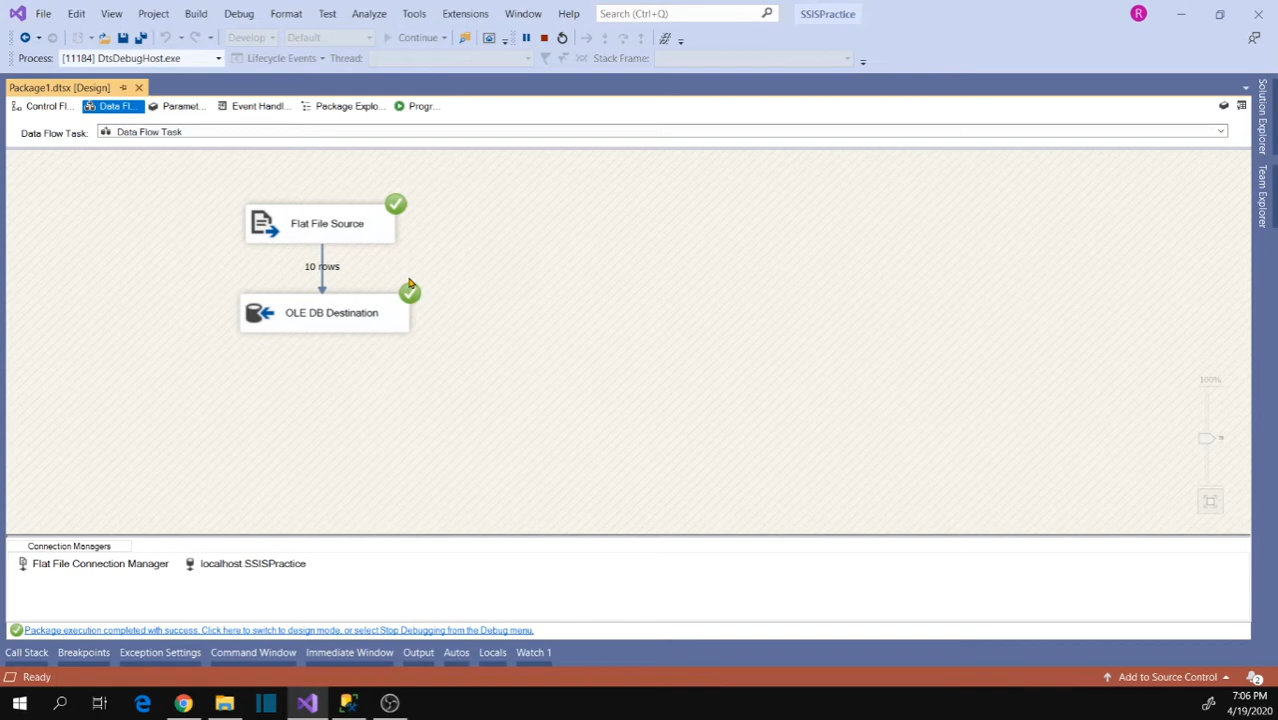 File Edit View Project Build Debug Format Test Analyze Tools Extensions Window Help Search (Ctrl+Q) SSISPractice R
Develop Default Continue
Process: [11184] DtsDebugHost.exe Lifecycle Events Thread: Stack Frame:
Package1.dtsx [Design]
Control Fl... Data Fl... Paramet... Event Handl... Package Explo... Progr...
Data Flow Task: Data Flow Task
Flat File Source
10 rows
OLE DB Destination
100%
Solution Explorer
Team Explorer
Connection Managers
Flat File Connection Manager localhost.SSISPractice
Package execution completed with success. Click here to switch to design mode, or select Stop Debugging from the Debug menu.
Call Stack Breakpoints Exception Settings Command Window Immediate Window Output Autos Locals Watch 1
Ready Add to Source Control 2
7:06 PM
4/19/2020